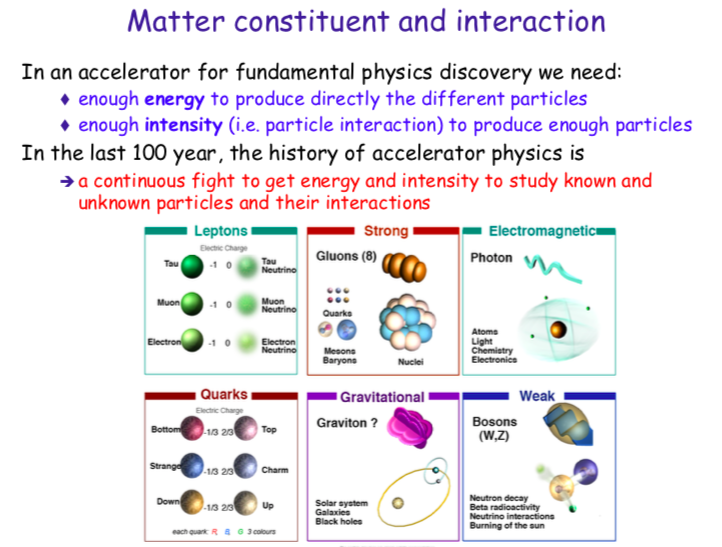 Matter constituent and interaction
In an accelerator for fundamental physics discovery we need:
♦ enough energy to produce directly the different particles
♦ enough intensity (i.e. particle interaction) to produce enough particles
In the last 100 year, the history of accelerator physics is
➔ a continuous fight to get energy and intensity to study known and
unknown particles and their interactions
Leptons
Electric Charge
Tau -1 0 Tau
Neutrino
Muon -1 0 Muon
Neutrino
Electron -1 0 Electron
Neutrino
Strong
Gluons (8)
Quarks
Mesons
Baryons
Nuclei
Electromagnetic
Photon
Atoms
Light
Chemistry
Electronics
Quarks
Electric Charge
Bottom -1/3 2/3 Top
Strange -1/3 2/3 Charm
Down -1/3 2/3 Up
each quark: R, B, G 3 colours
Gravitational
Graviton ?
Solar system
Galaxies
Black holes
Weak
Bosons
(W,Z)
Neutron decay
Beta radioactivity
Neutrino interactions
Burning of the sun